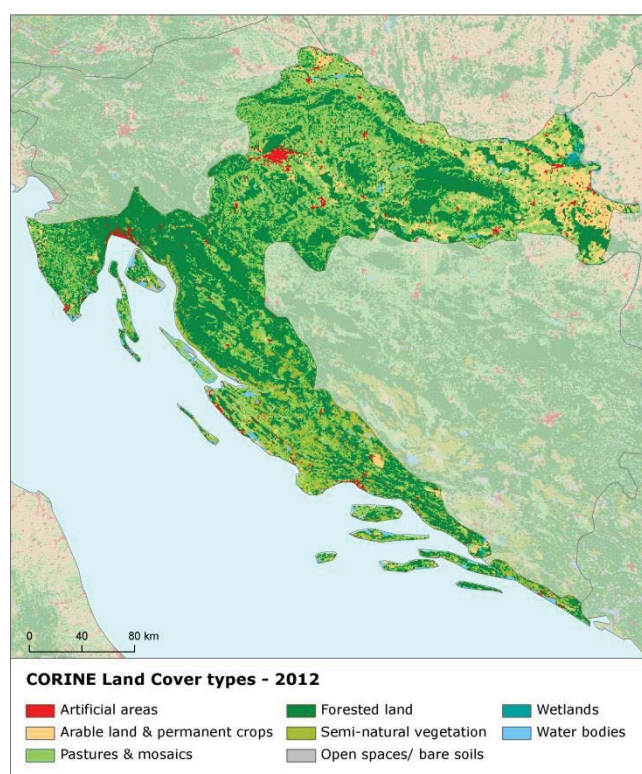 0 40 80 km
CORINE Land Cover types - 2012
Artificial areas
Forested land
Wetlands
Arable land & permanent crops
Semi-natural vegetation
Water bodies
Pastures & mosaics
Open spaces/ bare soils